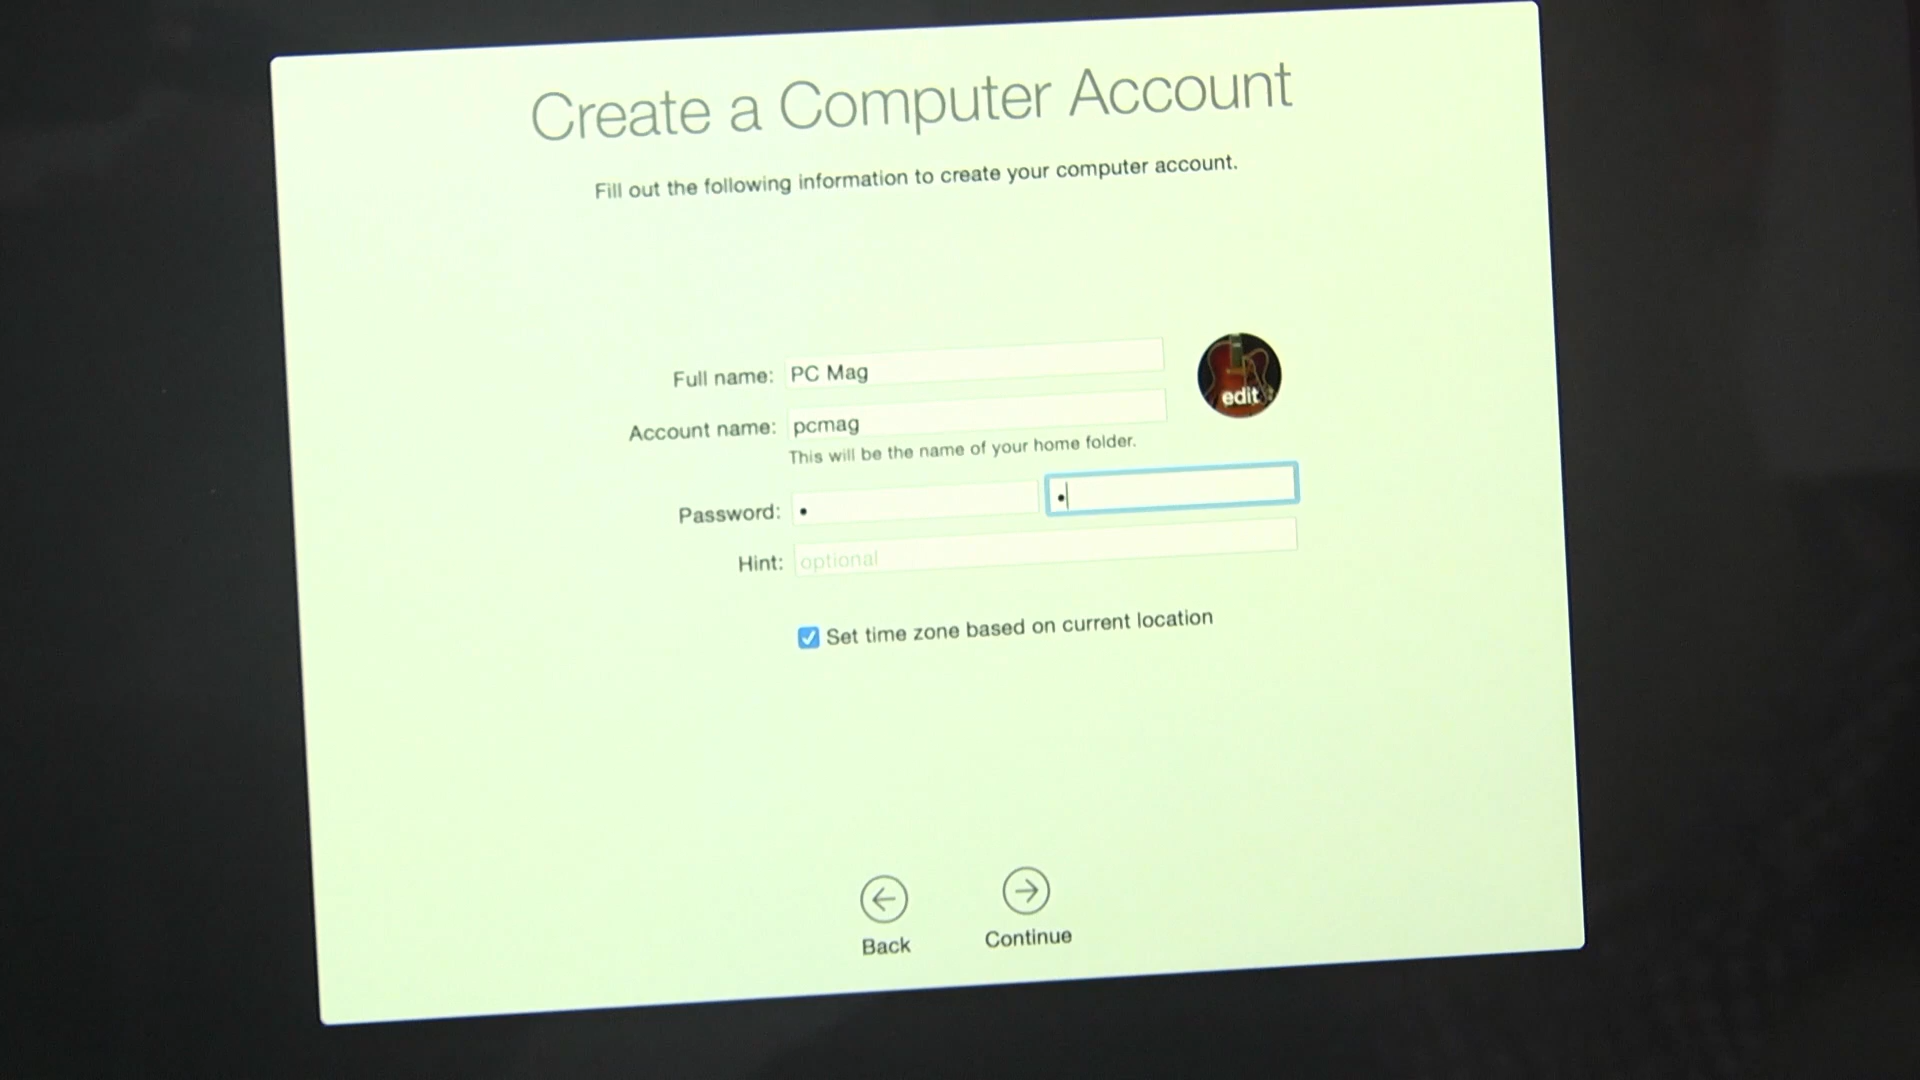 Create a Computer Account
Fill out the following information to create your computer account.
Full name: PC Mag
edit
Account name: pcmag
This will be the name of your home folder.
Password: • •
Hint: optional
Set time zone based on current location
Back Continue